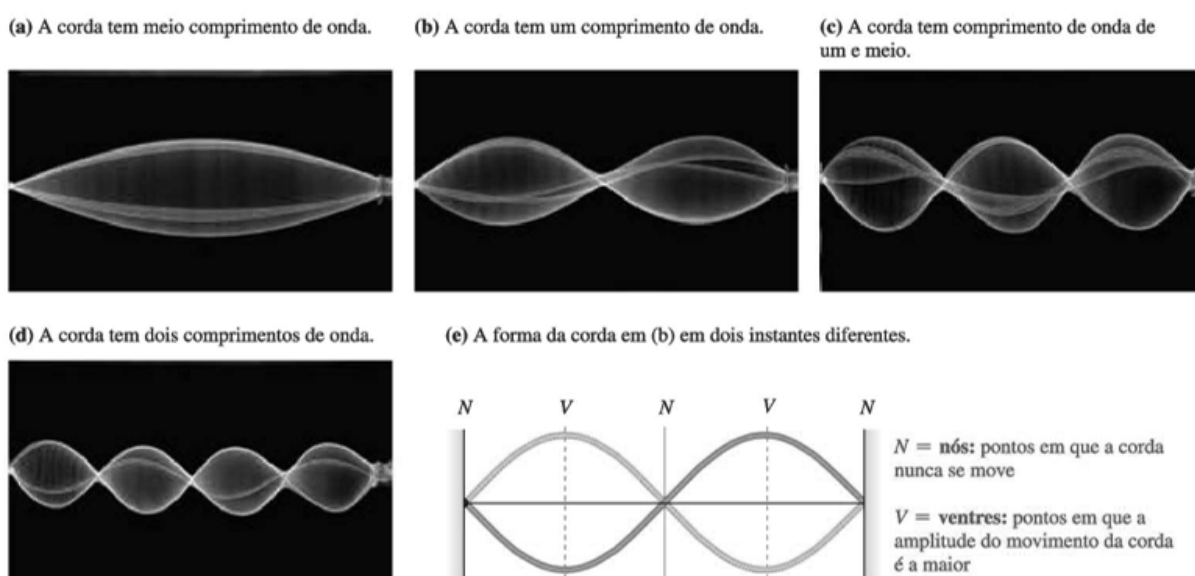 (a) A corda tem meio comprimento de onda.
(b) A corda tem um comprimento de onda.
(c) A corda tem comprimento de onda de
um e meio.
(d) A corda tem dois comprimentos de onda.
(e) A forma da corda em (b) em dois instantes diferentes.
N V N V N
N = nós: pontos em que a corda
nunca se move
V = ventres: pontos em que a
amplitude do movimento da corda
é a maior